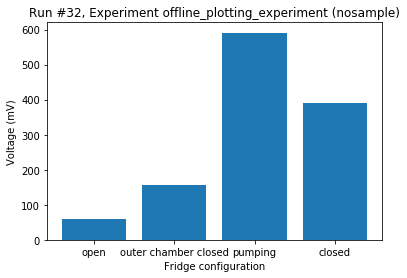 Run #32, Experiment offline_plotting_experiment (nosample)
600
500
400
300
200
100
0
Voltage (mV)
open outer chamber closed pumping closed
Fridge configuration